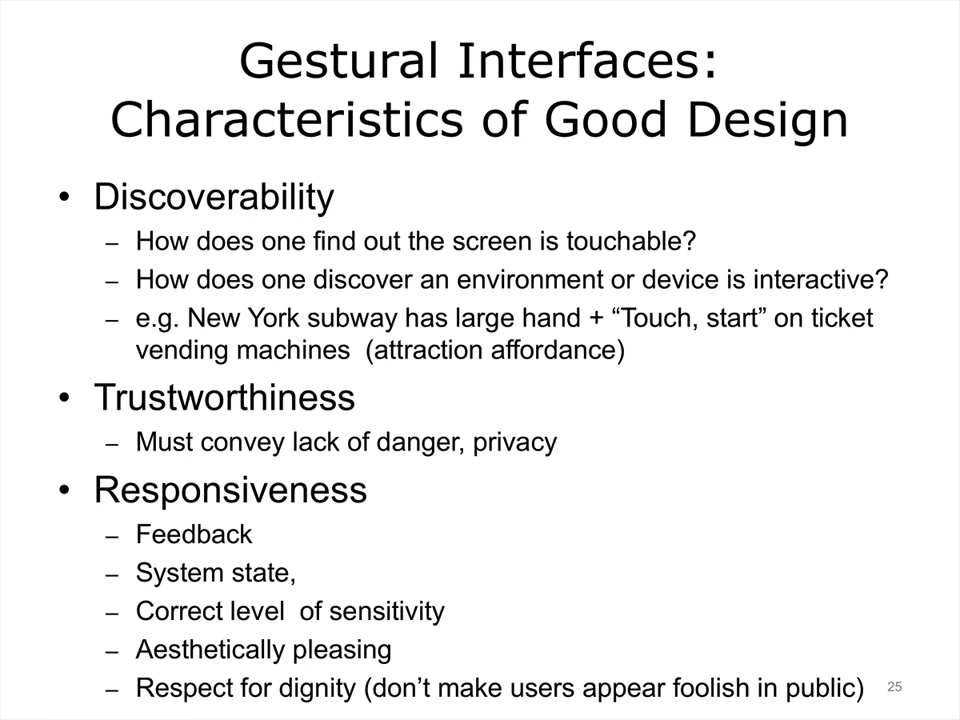 Gestural Interfaces:
Characteristics of Good Design
• Discoverability
– How does one find out the screen is touchable?
– How does one discover an environment or device is interactive?
– e.g. New York subway has large hand + “Touch, start” on ticket
vending machines (attraction affordance)
• Trustworthiness
– Must convey lack of danger, privacy
• Responsiveness
– Feedback
– System state,
– Correct level  of sensitivity
– Aesthetically pleasing
– Respect for dignity (don’t make users appear foolish in public)
25